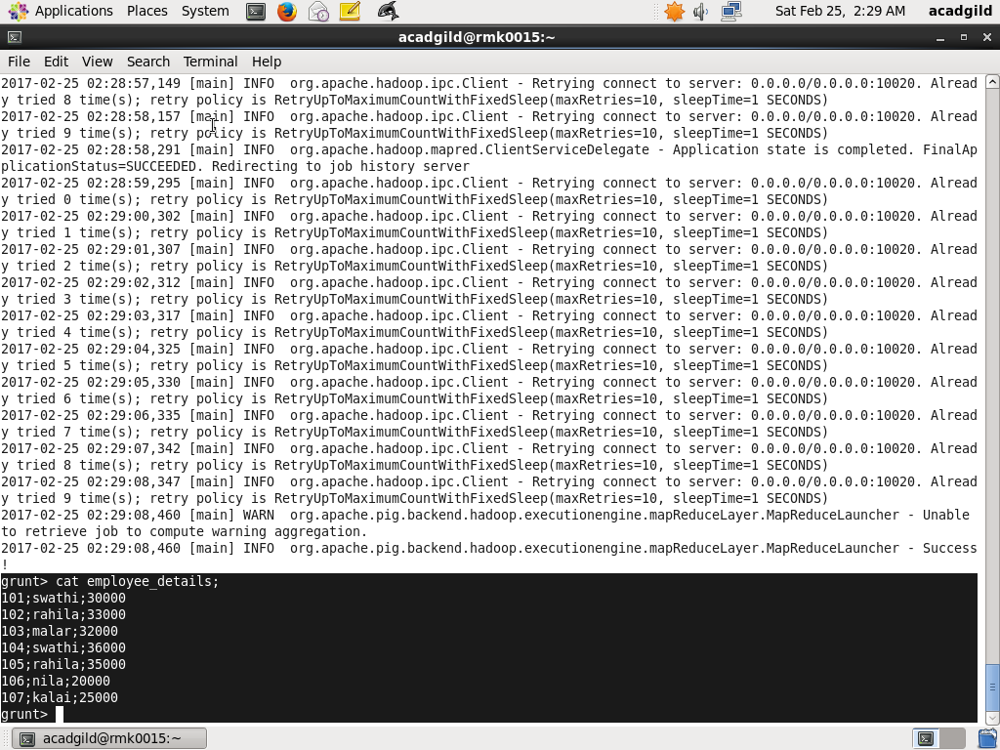 Applications Places System Sat Feb 25, 2:29 AM acadgild
acadgild@rmk0015:~
File Edit View Search Terminal Help
2017-02-25 02:28:57,149 [main] INFO  org.apache.hadoop.ipc.Client - Retrying connect to server: 0.0.0.0/0.0.0.0:10020. Alread
y tried 8 time(s); retry policy is RetryUpToMaximumCountWithFixedSleep(maxRetries=10, sleepTime=1 SECONDS)
2017-02-25 02:28:58,157 [main] INFO  org.apache.hadoop.ipc.Client - Retrying connect to server: 0.0.0.0/0.0.0.0:10020. Alread
y tried 9 time(s); retry policy is RetryUpToMaximumCountWithFixedSleep(maxRetries=10, sleepTime=1 SECONDS)
2017-02-25 02:28:58,291 [main] INFO  org.apache.hadoop.mapred.ClientServiceDelegate - Application state is completed. FinalAp
plicationStatus=SUCCEEDED. Redirecting to job history server
2017-02-25 02:28:59,295 [main] INFO  org.apache.hadoop.ipc.Client - Retrying connect to server: 0.0.0.0/0.0.0.0:10020. Alread
y tried 0 time(s); retry policy is RetryUpToMaximumCountWithFixedSleep(maxRetries=10, sleepTime=1 SECONDS)
2017-02-25 02:29:00,302 [main] INFO  org.apache.hadoop.ipc.Client - Retrying connect to server: 0.0.0.0/0.0.0.0:10020. Alread
y tried 1 time(s); retry policy is RetryUpToMaximumCountWithFixedSleep(maxRetries=10, sleepTime=1 SECONDS)
2017-02-25 02:29:01,307 [main] INFO  org.apache.hadoop.ipc.Client - Retrying connect to server: 0.0.0.0/0.0.0.0:10020. Alread
y tried 2 time(s); retry policy is RetryUpToMaximumCountWithFixedSleep(maxRetries=10, sleepTime=1 SECONDS)
2017-02-25 02:29:02,312 [main] INFO  org.apache.hadoop.ipc.Client - Retrying connect to server: 0.0.0.0/0.0.0.0:10020. Alread
y tried 3 time(s); retry policy is RetryUpToMaximumCountWithFixedSleep(maxRetries=10, sleepTime=1 SECONDS)
2017-02-25 02:29:03,317 [main] INFO  org.apache.hadoop.ipc.Client - Retrying connect to server: 0.0.0.0/0.0.0.0:10020. Alread
y tried 4 time(s); retry policy is RetryUpToMaximumCountWithFixedSleep(maxRetries=10, sleepTime=1 SECONDS)
2017-02-25 02:29:04,325 [main] INFO  org.apache.hadoop.ipc.Client - Retrying connect to server: 0.0.0.0/0.0.0.0:10020. Alread
y tried 5 time(s); retry policy is RetryUpToMaximumCountWithFixedSleep(maxRetries=10, sleepTime=1 SECONDS)
2017-02-25 02:29:05,330 [main] INFO  org.apache.hadoop.ipc.Client - Retrying connect to server: 0.0.0.0/0.0.0.0:10020. Alread
y tried 6 time(s); retry policy is RetryUpToMaximumCountWithFixedSleep(maxRetries=10, sleepTime=1 SECONDS)
2017-02-25 02:29:06,335 [main] INFO  org.apache.hadoop.ipc.Client - Retrying connect to server: 0.0.0.0/0.0.0.0:10020. Alread
y tried 7 time(s); retry policy is RetryUpToMaximumCountWithFixedSleep(maxRetries=10, sleepTime=1 SECONDS)
2017-02-25 02:29:07,342 [main] INFO  org.apache.hadoop.ipc.Client - Retrying connect to server: 0.0.0.0/0.0.0.0:10020. Alread
y tried 8 time(s); retry policy is RetryUpToMaximumCountWithFixedSleep(maxRetries=10, sleepTime=1 SECONDS)
2017-02-25 02:29:08,347 [main] INFO  org.apache.hadoop.ipc.Client - Retrying connect to server: 0.0.0.0/0.0.0.0:10020. Alread
y tried 9 time(s); retry policy is RetryUpToMaximumCountWithFixedSleep(maxRetries=10, sleepTime=1 SECONDS)
2017-02-25 02:29:08,460 [main] WARN  org.apache.pig.backend.hadoop.executionengine.mapReduceLayer.MapReduceLauncher - Unable
to retrieve job to compute warning aggregation.
2017-02-25 02:29:08,460 [main] INFO  org.apache.pig.backend.hadoop.executionengine.mapReduceLayer.MapReduceLauncher - Success
!
grunt> cat employee_details;
101;swathi;30000
102;rahila;33000
103;malar;32000
104;swathi;36000
105;rahila;35000
106;nila;20000
107;kalai;25000
grunt>
acadgild@rmk0015:~